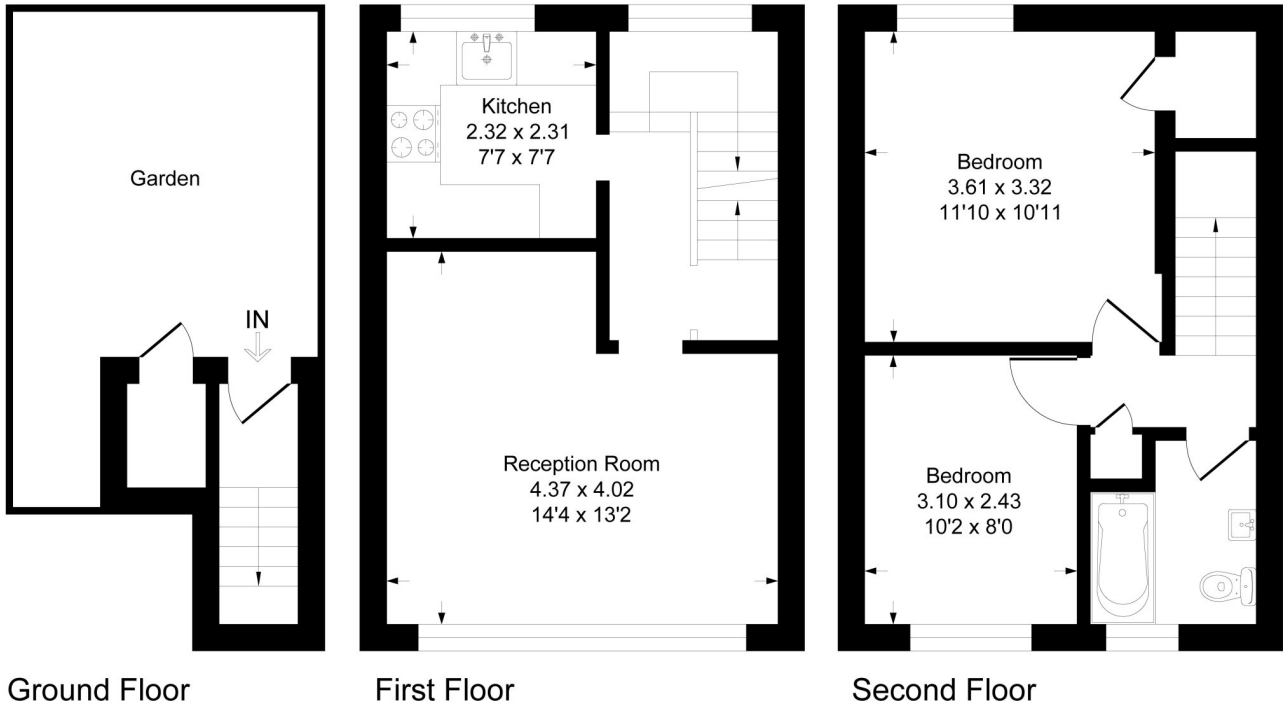 Garden
IN
Ground Floor
Kitchen
2.32 x 2.31
7'7 x 7'7
Reception Room
4.37 x 4.02
14'4 x 13'2
First Floor
Bedroom
3.61 x 3.32
11'10 x 10'11
Bedroom
3.10 x 2.43
10'2 x 8'0
Second Floor